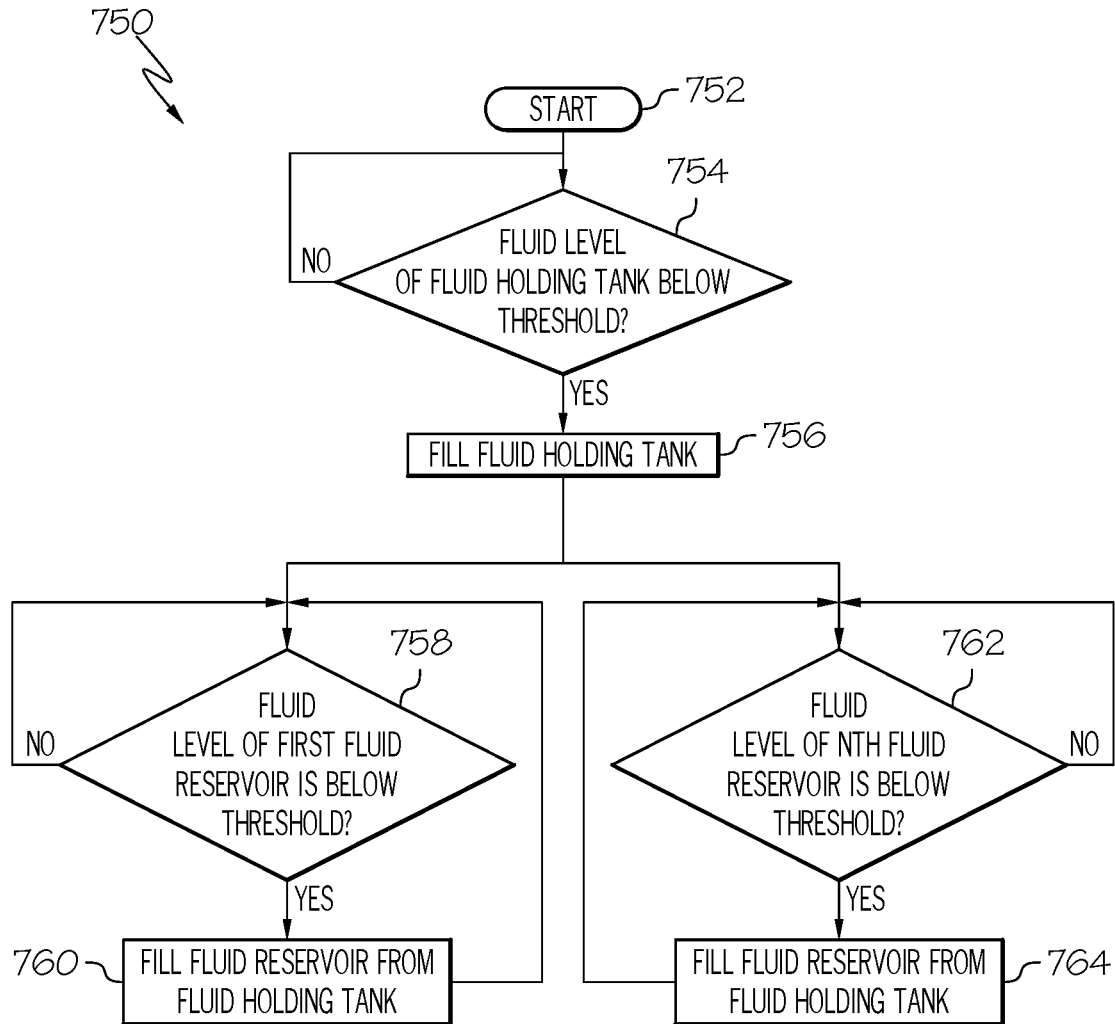 750
START
752
754
FLUID LEVEL
OF FLUID HOLDING TANK BELOW
THRESHOLD?
NO
YES
FILL FLUID HOLDING TANK
756
758
FLUID
LEVEL OF FIRST FLUID
RESERVOIR IS BELOW
THRESHOLD?
NO
YES
760
FILL FLUID RESERVOIR FROM
FLUID HOLDING TANK
762
FLUID
LEVEL OF NTH FLUID
RESERVOIR IS BELOW
THRESHOLD?
NO
YES
FILL FLUID RESERVOIR FROM
FLUID HOLDING TANK
764